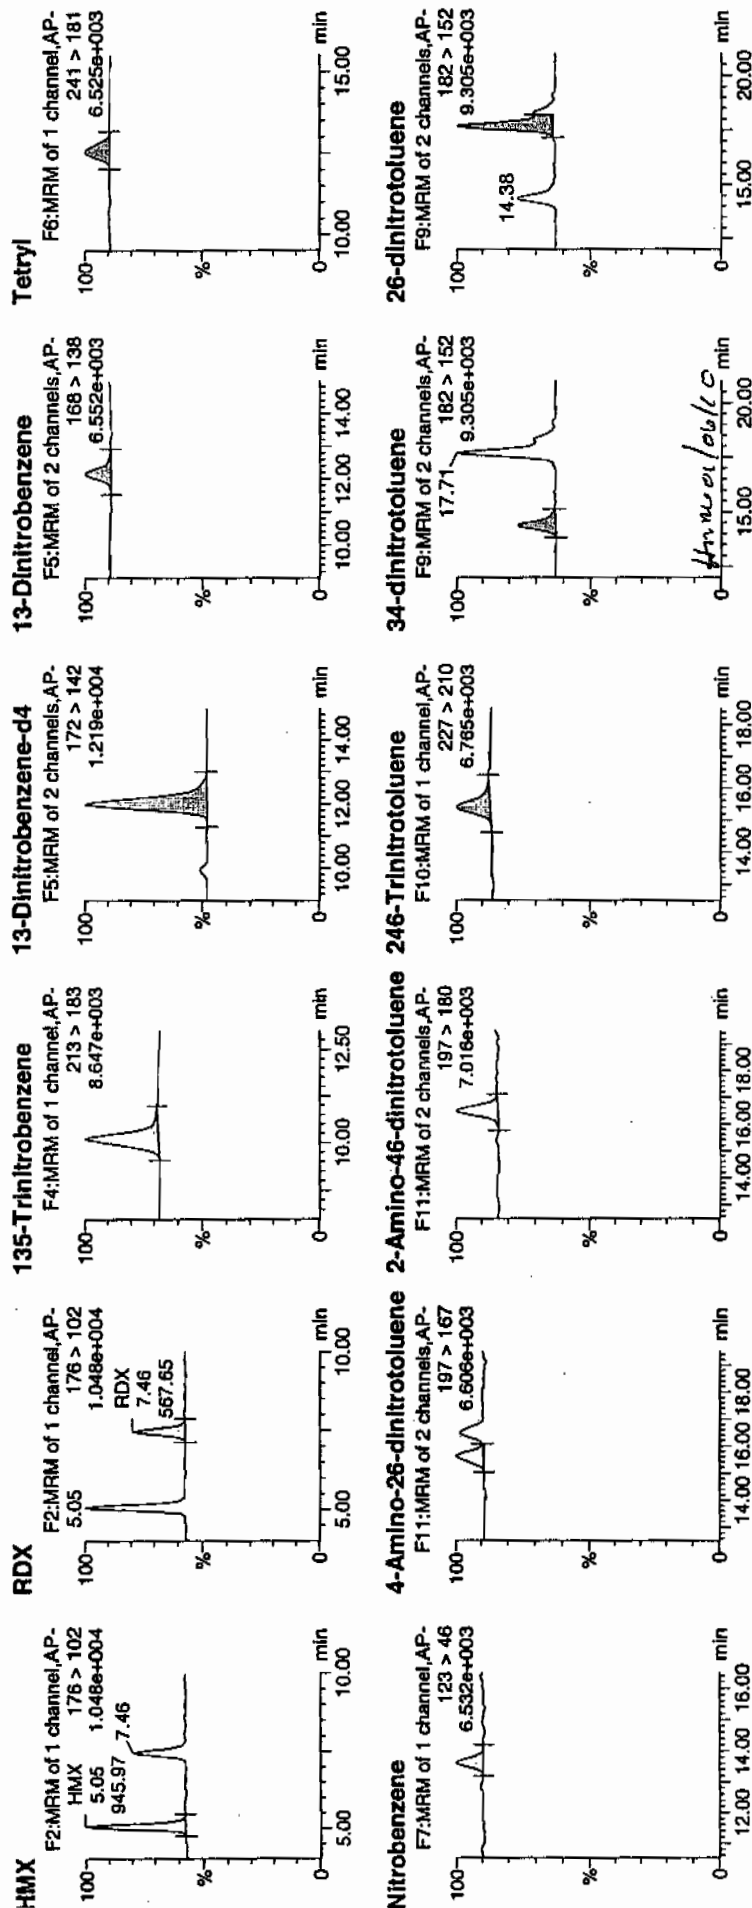 HMX
F2:MRM of 1 channel,AP-
176 > 102
1.048e+004
HMX
5.05
945.97
7.46
100
%
0
5.00
10.00
min
RDX
F2:MRM of 1 channel,AP-
176 > 102
1.048e+004
5.05
RDX
7.46
567.65
100
%
0
5.00
10.00
min
135-Trinitrobenzene
F4:MRM of 1 channel,AP-
213 > 183
8.647e+003
100
%
0
10.00
12.50
min
13-Dinitrobenzene-d4
F5:MRM of 2 channels,AP-
172 > 142
1.219e+004
100
%
0
10.00
12.00
14.00
min
13-Dinitrobenzene
F5:MRM of 2 channels,AP-
168 > 138
6.552e+003
100
%
0
10.00
12.00
14.00
min
Tetryl
F6:MRM of 1 channel,AP-
241 > 181
6.525e+003
100
%
0
10.00
15.00
min
Nitrobenzene
F7:MRM of 1 channel,AP-
123 > 46
6.532e+003
100
%
0
12.00
14.00
16.00
min
4-Amino-26-dinitrotoluene
F11:MRM of 2 channels,AP-
197 > 167
6.606e+003
100
%
0
14.00
16.00
18.00
min
2-Amino-46-dinitrotoluene
F11:MRM of 2 channels,AP-
197 > 180
7.016e+003
100
%
0
14.00
16.00
18.00
min
246-Trinitrotoluene
F10:MRM of 1 channel,AP-
227 > 210
6.765e+003
100
%
0
14.00
16.00
18.00
min
34-dinitrotoluene
F9:MRM of 2 channels,AP-
182 > 152
9.305e+003
17.71
100
%
0
15.00
20.00
min
26-dinitrotoluene
F9:MRM of 2 channels,AP-
182 > 152
9.305e+003
14.38
100
%
0
15.00
20.00
min
01/06/10